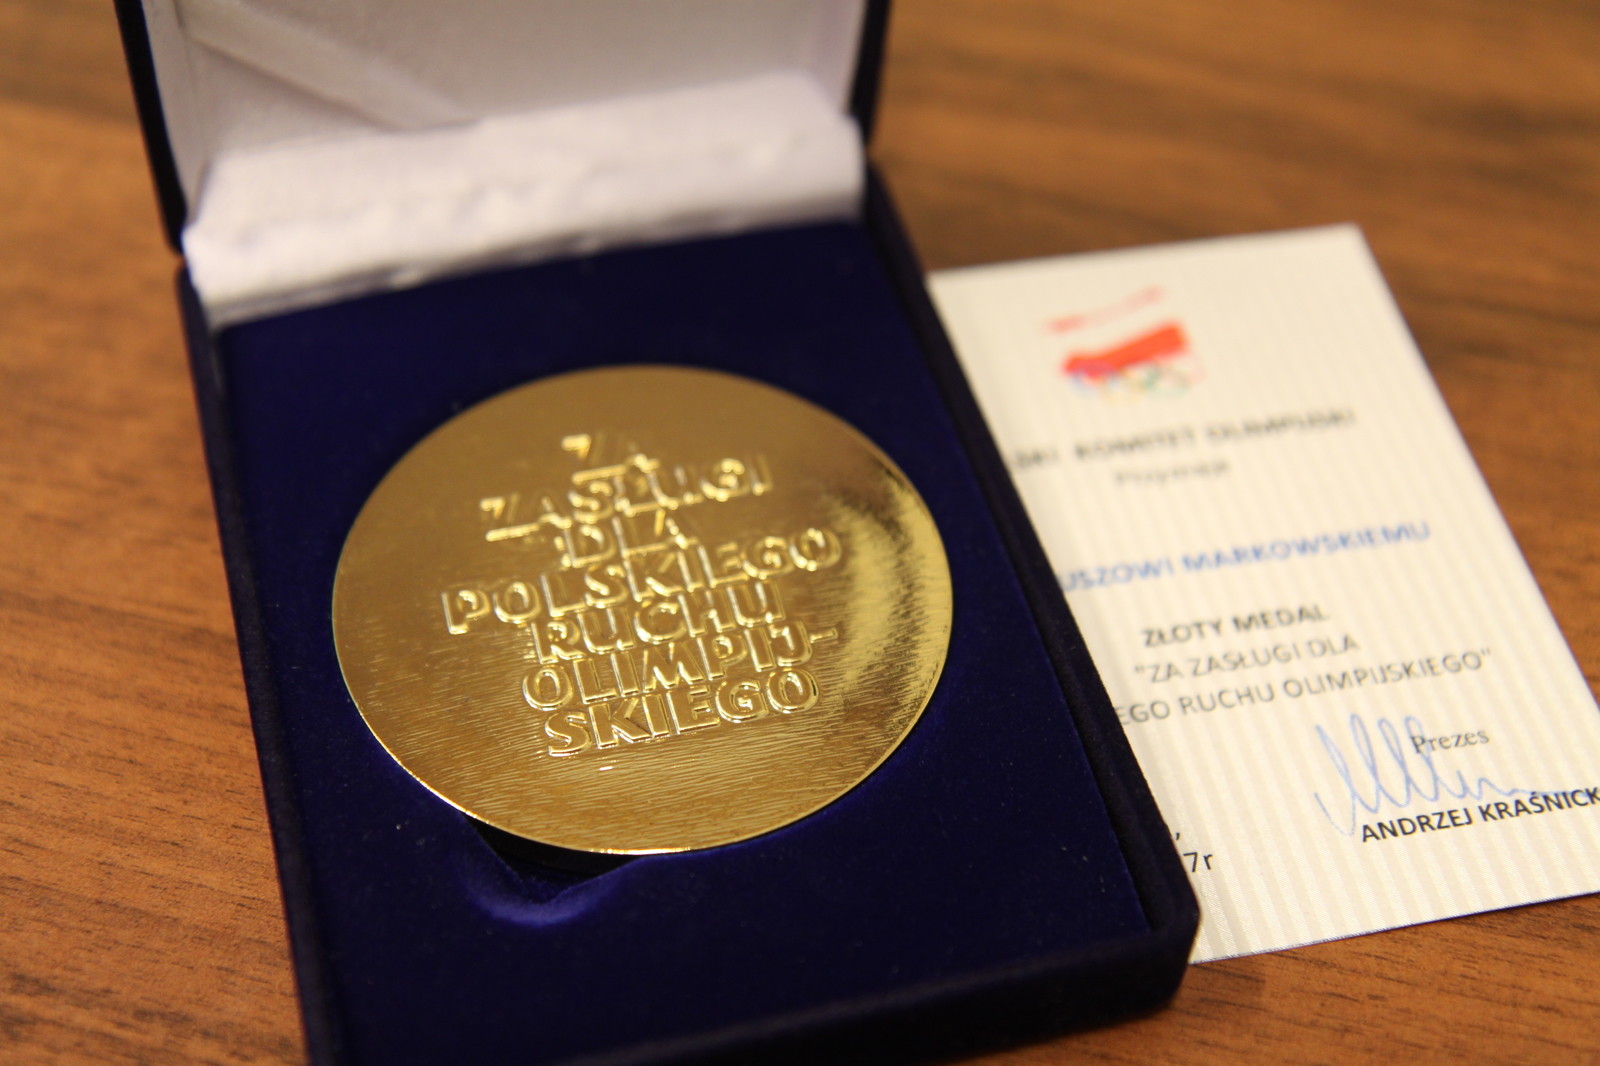 ZA
ZASŁUGI
DLA
POLSKIEGO
RUCHU
OLIMPIJ-
SKIEGO
KOMITET OLIMPIJSKI
Przyznaje
USZOWI MARKOWSKIEMU
ZŁOTY MEDAL
"ZA ZASŁUGI DLA
EGO RUCHU OLIMPIJSKIEGO"
Prezes
ANDRZEJ KRAŚNICK
7r